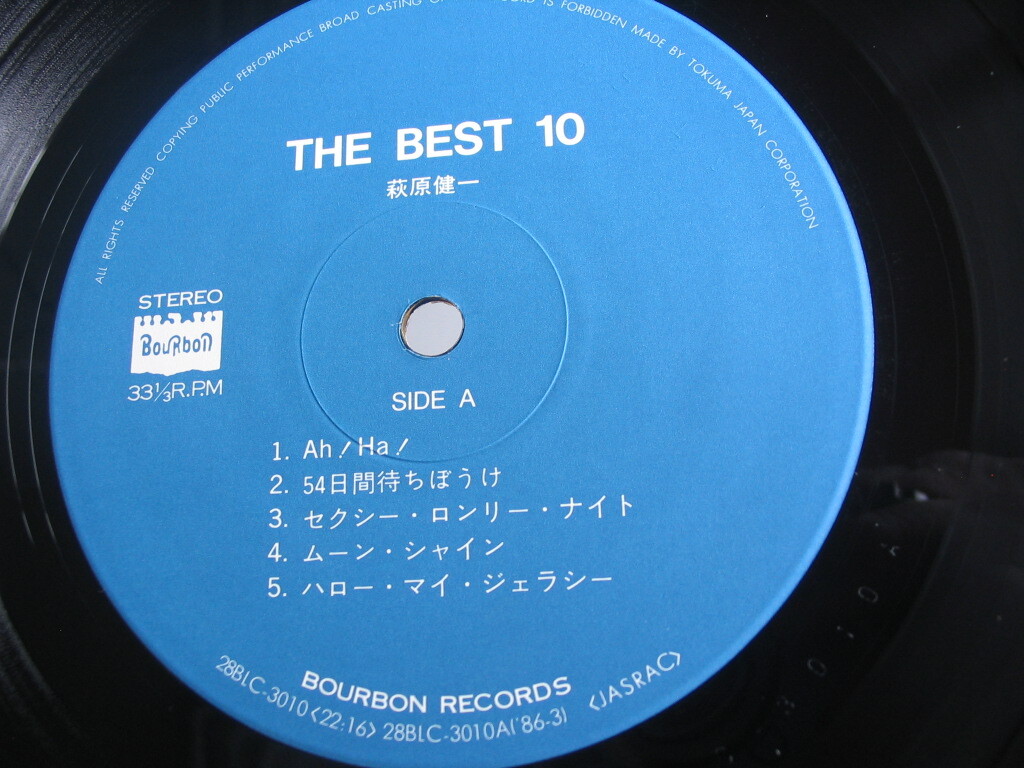 ALL RIGHTS RESERVED COPYING PUBLIC PERFORMANCE BROAD CASTING IS FORBIDDEN MADE BY TOKUMA JAPAN CORPORATION
THE BEST 10
萩原健一
STEREO
BouRbon
33⅓R.P.M
SIDE A
1. Ah！Ha！
2. 54日間待ちぼうけ
3. セクシー・ロンリー・ナイト
4. ムーン・シャイン
5. ハロー・マイ・ジェラシー
BOURBON RECORDS
28BLC-3010〈22:16〉 28BLC-3010A('86-3) 〈JASRAC〉